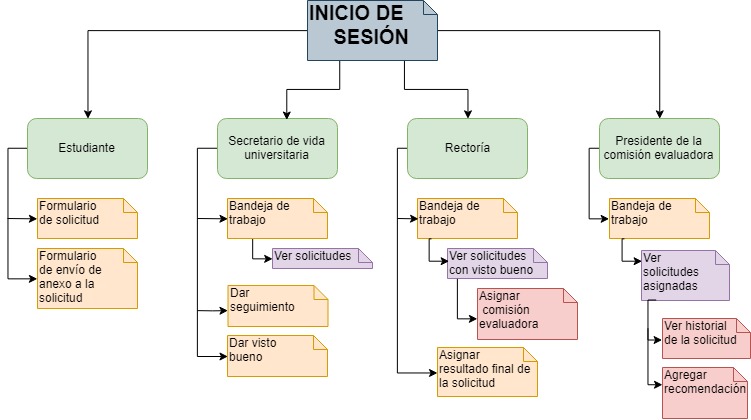 INICIO DE
SESIÓN
Estudiante
Formulario
de solicitud
Formulario
de envío de
anexo a la
solicitud
Secretario de vida
universitaria
Bandeja de
trabajo
Ver solicitudes
Dar
seguimiento
Dar visto
bueno
Rectoría
Bandeja de
trabajo
Ver solicitudes
con visto bueno
Asignar
comisión
evaluadora
Asignar
resultado final de
la solicitud
Presidente de la
comisión evaluadora
Bandeja de
trabajo
Ver
solicitudes
asignadas
Ver historial
de la solicitud
Agregar
recomendación